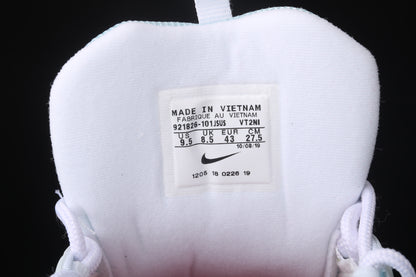 MADE IN VIETNAM
FABRIQUE AU VIETNAM
921826-101JSUS VT2NI
US UK EUR CM
9.5 8.5 43 27.5
10/08/19
1205 18 0226 19